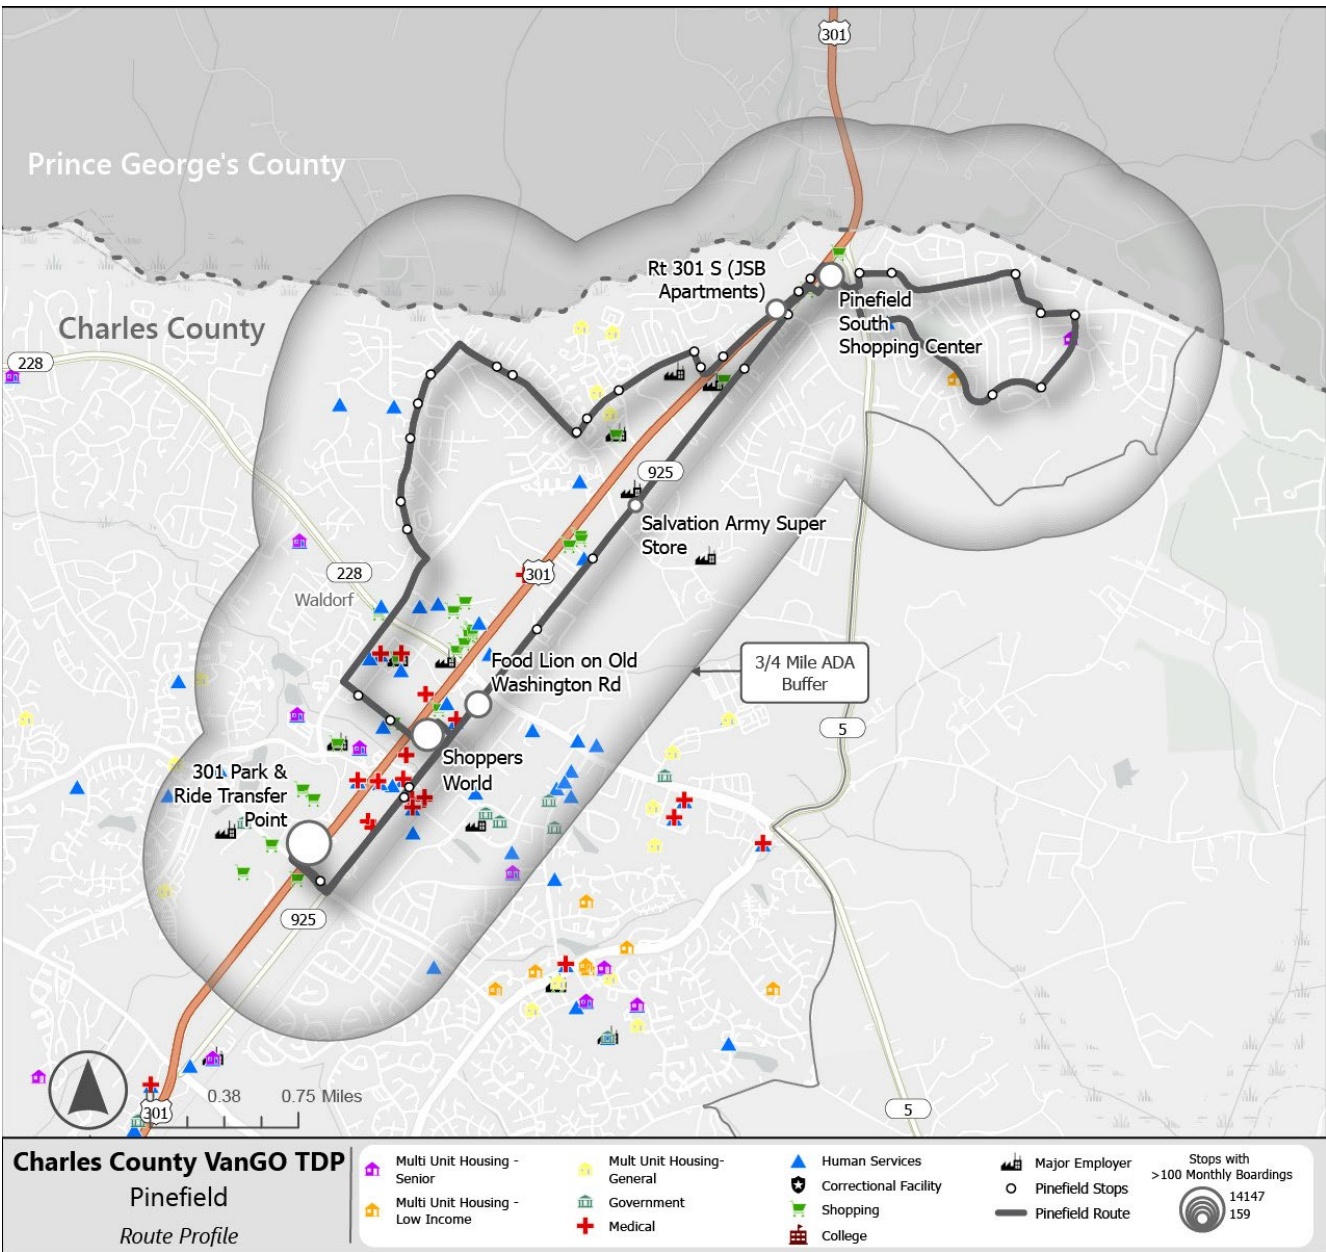 301
Prince George's County
Rt 301 S (JSB
Apartments)
Pinefield
South
Shopping Center
Charles County
228
925
Salvation Army Super
Store
301
228
Waldorf
Food Lion on Old
Washington Rd
3/4 Mile ADA
Buffer
5
Shoppers
World
301 Park &
Ride Transfer
Point
925
0.38
0.75 Miles
301
5
Charles County VanGO TDP
Pinefield
Route Profile
Multi Unit Housing -
Senior
Multi Unit Housing -
Low Income
Mult Unit Housing-
General
Government
Medical
Human Services
Correctional Facility
Shopping
College
Major Employer
Pinefield Stops
Pinefield Route
Stops with
>100 Monthly Boardings
14147
159